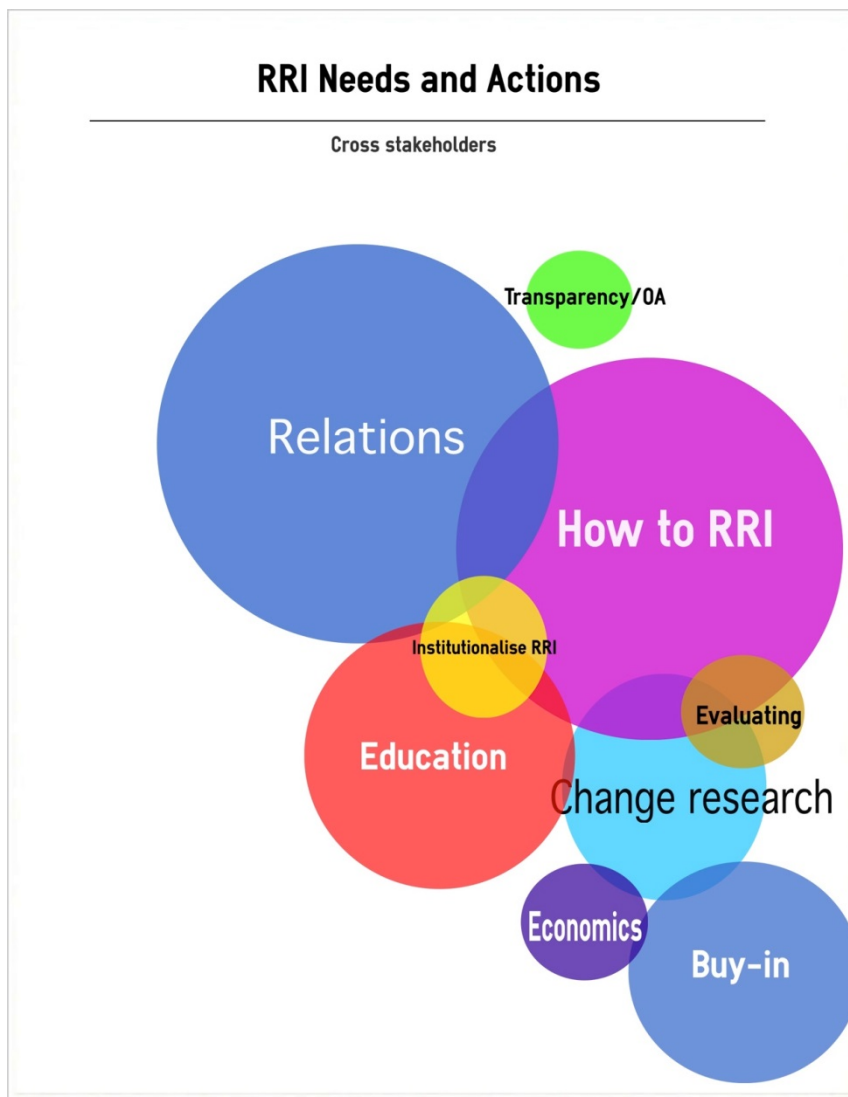 RRI Needs and Actions
Cross stakeholders
Transparency/OA
Relations
How to RRI
Institutionalise RRI
Evaluating
Education
Change research
Economics
Buy-in